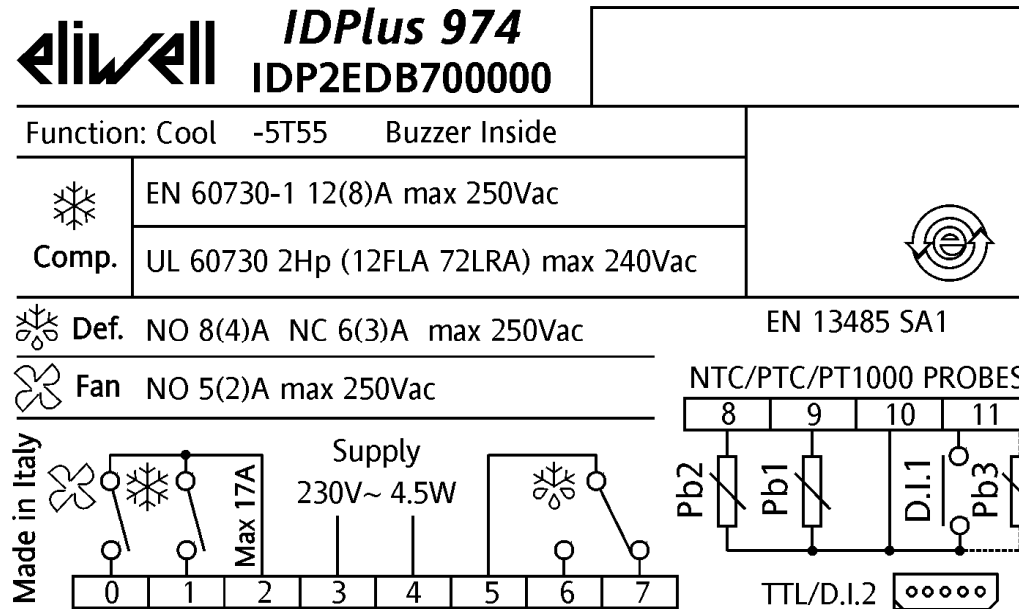 eliwell
IDPlus 974
IDP2EDB700000
Function: Cool -5T55 Buzzer Inside
Comp.
EN 60730-1 12(8)A max 250Vac
UL 60730 2Hp (12FLA 72LRA) max 240Vac
e
Def. NO 8(4)A NC 6(3)A max 250Vac
Fan NO 5(2)A max 250Vac
EN 13485 SA1
NTC/PTC/PT1000 PROBES
8 9 10 11
Pb2 Pb1 D.I.1 Pb3
Made in Italy
Max 17A
Supply
230V~ 4.5W
0 1 2 3 4 5 6 7
TTL/D.I.2